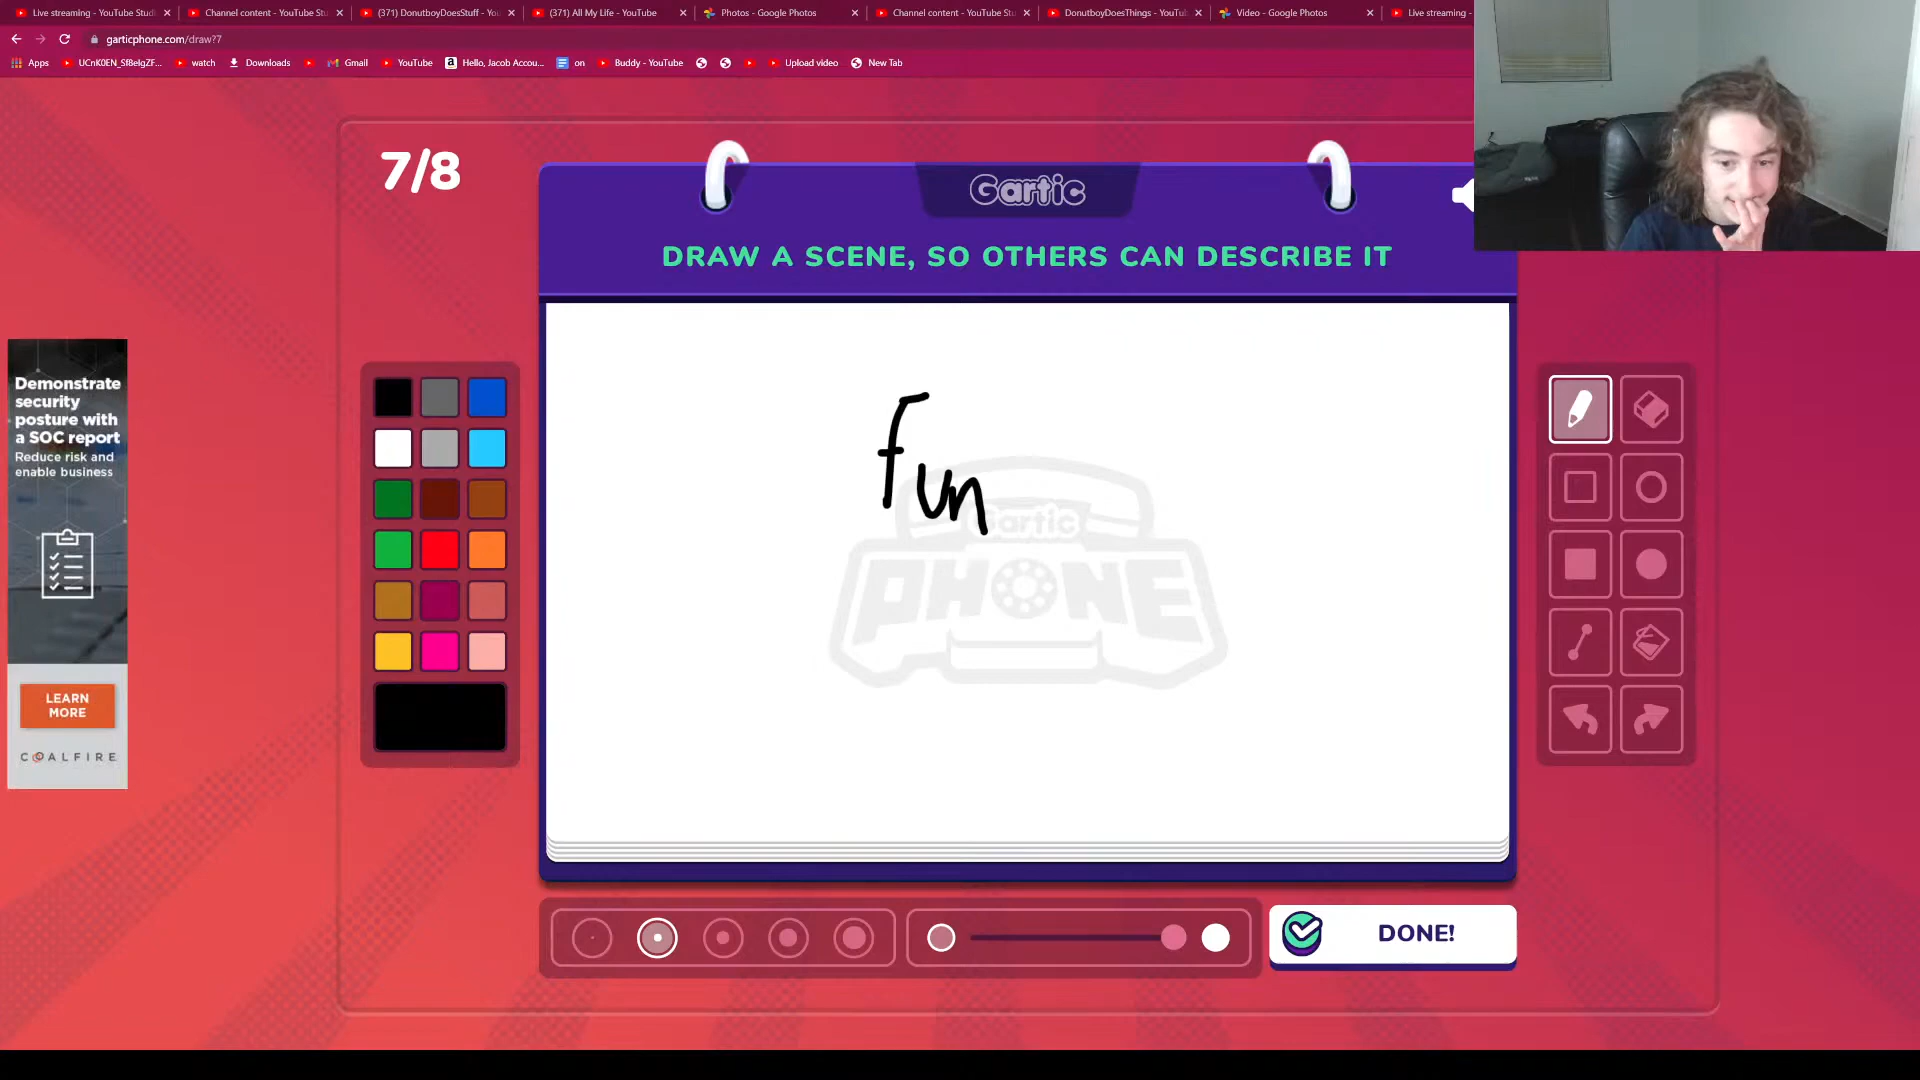 Live streaming - YouTube Stud
Channel content - YouTube Stu
(371) DonutboyDoesStuff - You
(371) All My Life - YouTube
Photos - Google Photos
Channel content - YouTube Stu
DonutboyDoesThings - YouTub
Video - Google Photos
Live streaming -
garticphone.com/draw?7
Apps
UCnK0EN_Sf8elgZF...
watch
Downloads
Gmail
YouTube
Hello, Jacob Accou...
on
Buddy - YouTube
Upload video
New Tab
7/8
Gartic
DRAW A SCENE, SO OTHERS CAN DESCRIBE IT
Fun
Gartic
PHONE
Demonstrate
security
posture with
a SOC report
Reduce risk and
enable business
LEARN
MORE
COALFIRE
DONE!